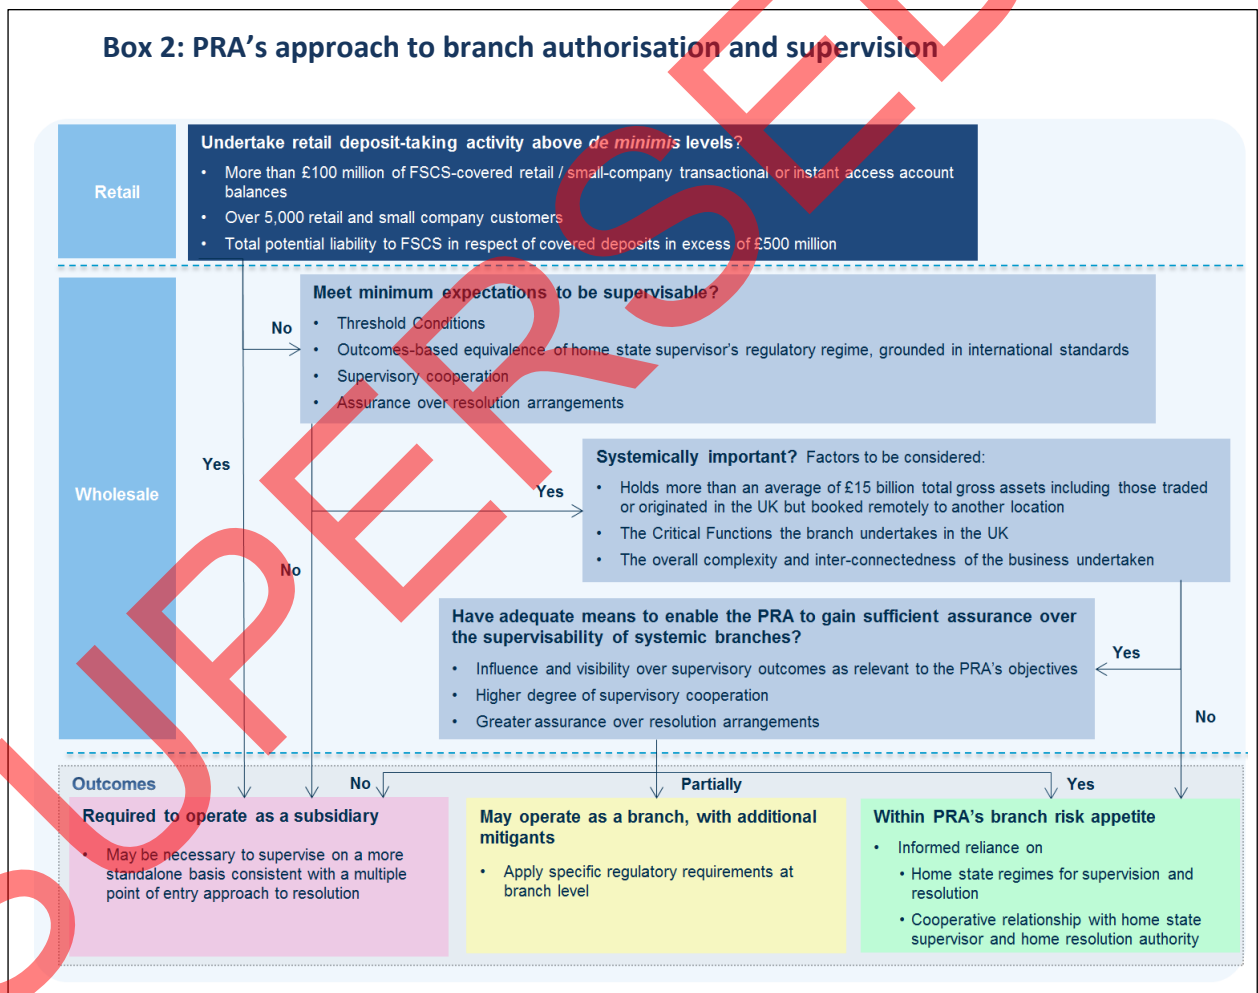 Box 2: PRA's approach to branch authorisation and supervision
Retail
Undertake retail deposit-taking activity above de minimis levels?
• More than £100 million of FSCS-covered retail / small-company transactional or instant access account
balances
• Over 5,000 retail and small company customers
• Total potential liability to FSCS in respect of covered deposits in excess of £500 million
Wholesale
Meet minimum expectations to be supervisable?
No
• Threshold Conditions
• Outcomes-based equivalence of home state supervisor's regulatory regime, grounded in international standards
• Supervisory cooperation
• Assurance over resolution arrangements
Yes
Systemically important? Factors to be considered:
Yes
• Holds more than an average of £15 billion total gross assets including those traded
or originated in the UK but booked remotely to another location
• The Critical Functions the branch undertakes in the UK
• The overall complexity and inter-connectedness of the business undertaken
No
Have adequate means to enable the PRA to gain sufficient assurance over
the supervisability of systemic branches?
Yes
• Influence and visibility over supervisory outcomes as relevant to the PRA's objectives
• Higher degree of supervisory cooperation
• Greater assurance over resolution arrangements
No
Outcomes
No
Partially
Yes
Required to operate as a subsidiary
• May be necessary to supervise on a more
standalone basis consistent with a multiple
point of entry approach to resolution
May operate as a branch, with additional
mitigants
• Apply specific regulatory requirements at
branch level
Within PRA's branch risk appetite
• Informed reliance on
• Home state regimes for supervision and
resolution
• Cooperative relationship with home state
supervisor and home resolution authority
SUPERSED